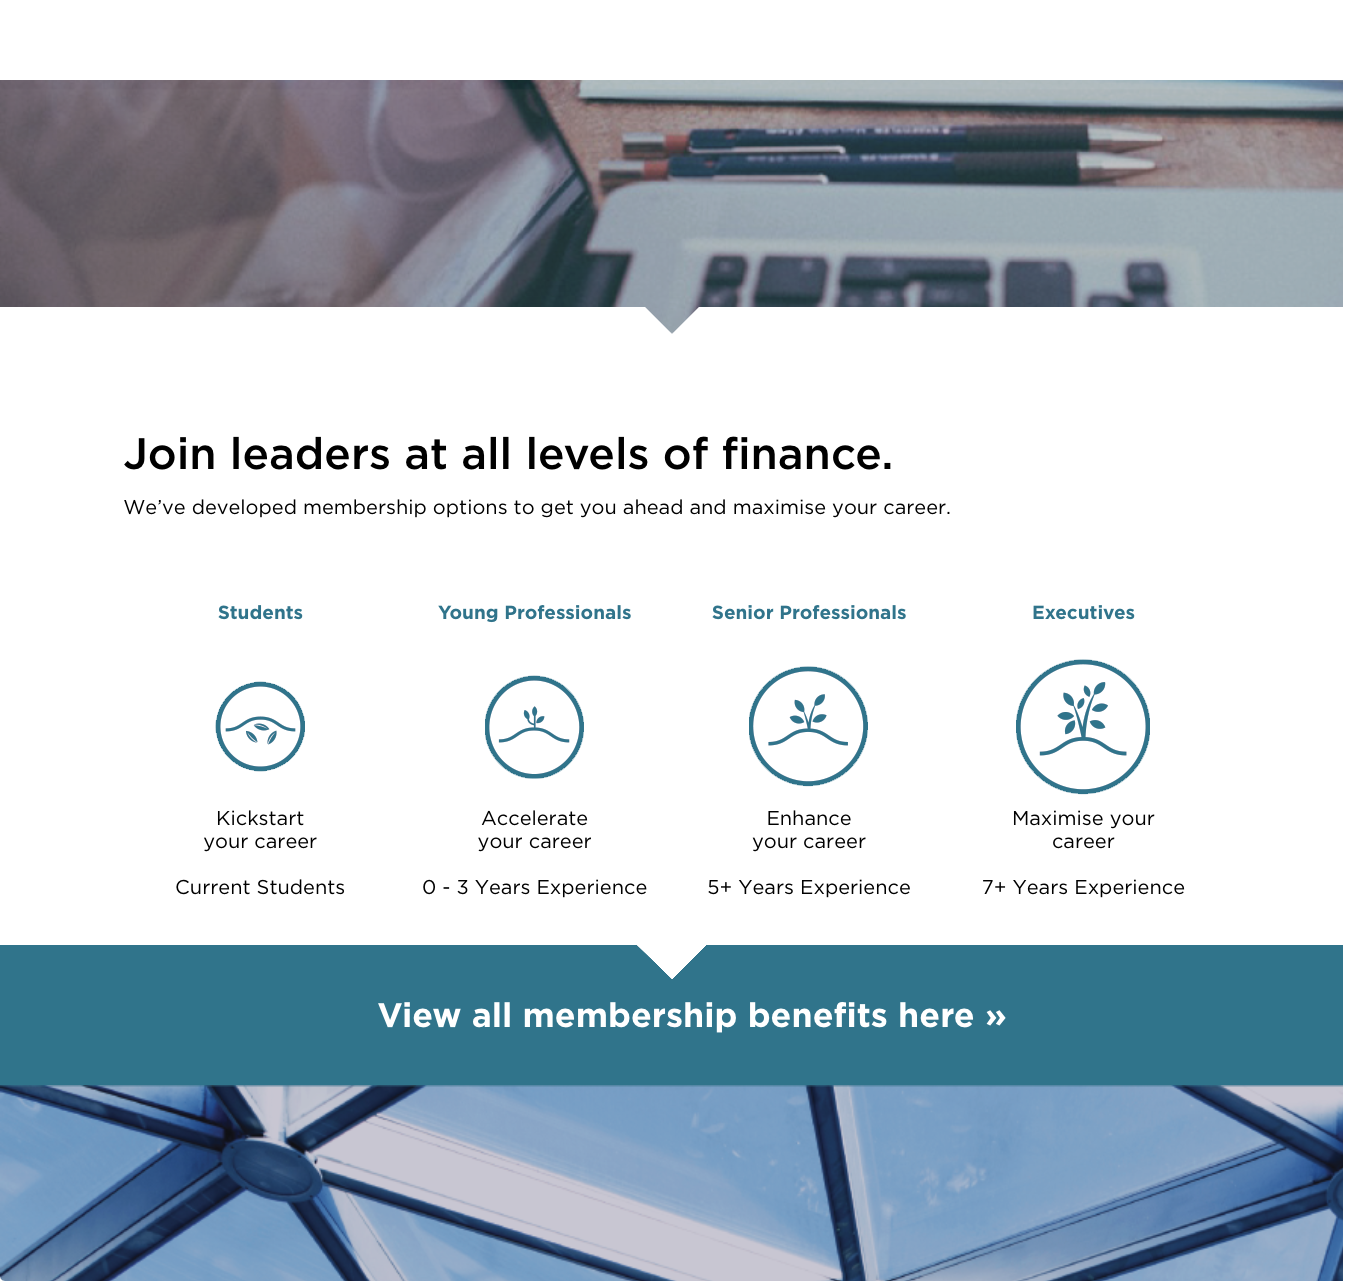 Join leaders at all levels of finance.
We’ve developed membership options to get you ahead and maximise your career.
Students
Young Professionals
Senior Professionals
Executives
Kickstart
your career
Accelerate
your career
Enhance
your career
Maximise your
career
Current Students
0 - 3 Years Experience
5+ Years Experience
7+ Years Experience
View all membership benefits here »